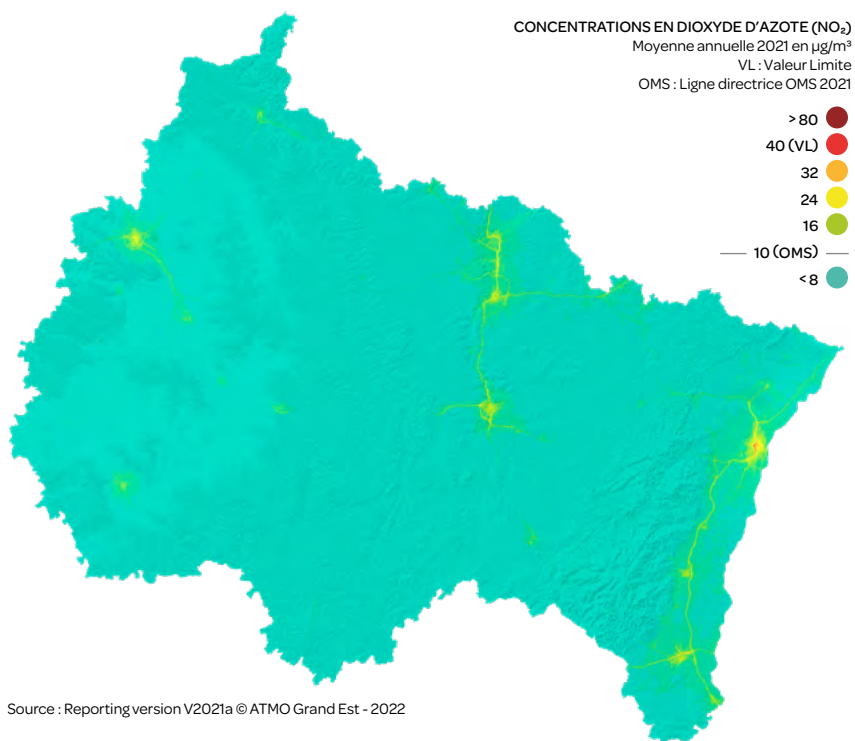 CONCENTRATIONS EN DIOXYDE D'AZOTE (NO₂)
Moyenne annuelle 2021 en µg/m³
VL : Valeur Limite
OMS : Ligne directrice OMS 2021
> 80
40 (VL)
32
24
16
10 (OMS)
< 8
Source : Reporting version V2021a © ATMO Grand Est - 2022